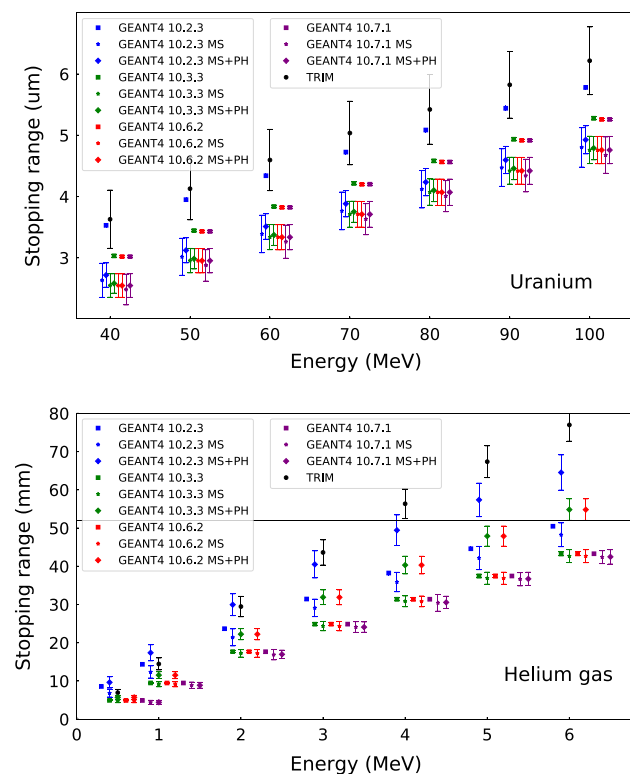 GEANT4 10.2.3
GEANT4 10.2.3 MS
GEANT4 10.2.3 MS+PH
GEANT4 10.3.3
GEANT4 10.3.3 MS
GEANT4 10.3.3 MS+PH
GEANT4 10.6.2
GEANT4 10.6.2 MS
GEANT4 10.6.2 MS+PH
GEANT4 10.7.1
GEANT4 10.7.1 MS
GEANT4 10.7.1 MS+PH
TRIM
Stopping range (um)
6
5
4
3
Uranium
40 50 60 70 80 90 100
Energy (MeV)
GEANT4 10.2.3
GEANT4 10.2.3 MS
GEANT4 10.2.3 MS+PH
GEANT4 10.3.3
GEANT4 10.3.3 MS
GEANT4 10.3.3 MS+PH
GEANT4 10.6.2
GEANT4 10.6.2 MS
GEANT4 10.6.2 MS+PH
GEANT4 10.7.1
GEANT4 10.7.1 MS
GEANT4 10.7.1 MS+PH
TRIM
Stopping range (mm)
80
70
60
50
40
30
20
10
0
Helium gas
0 1 2 3 4 5 6
Energy (MeV)